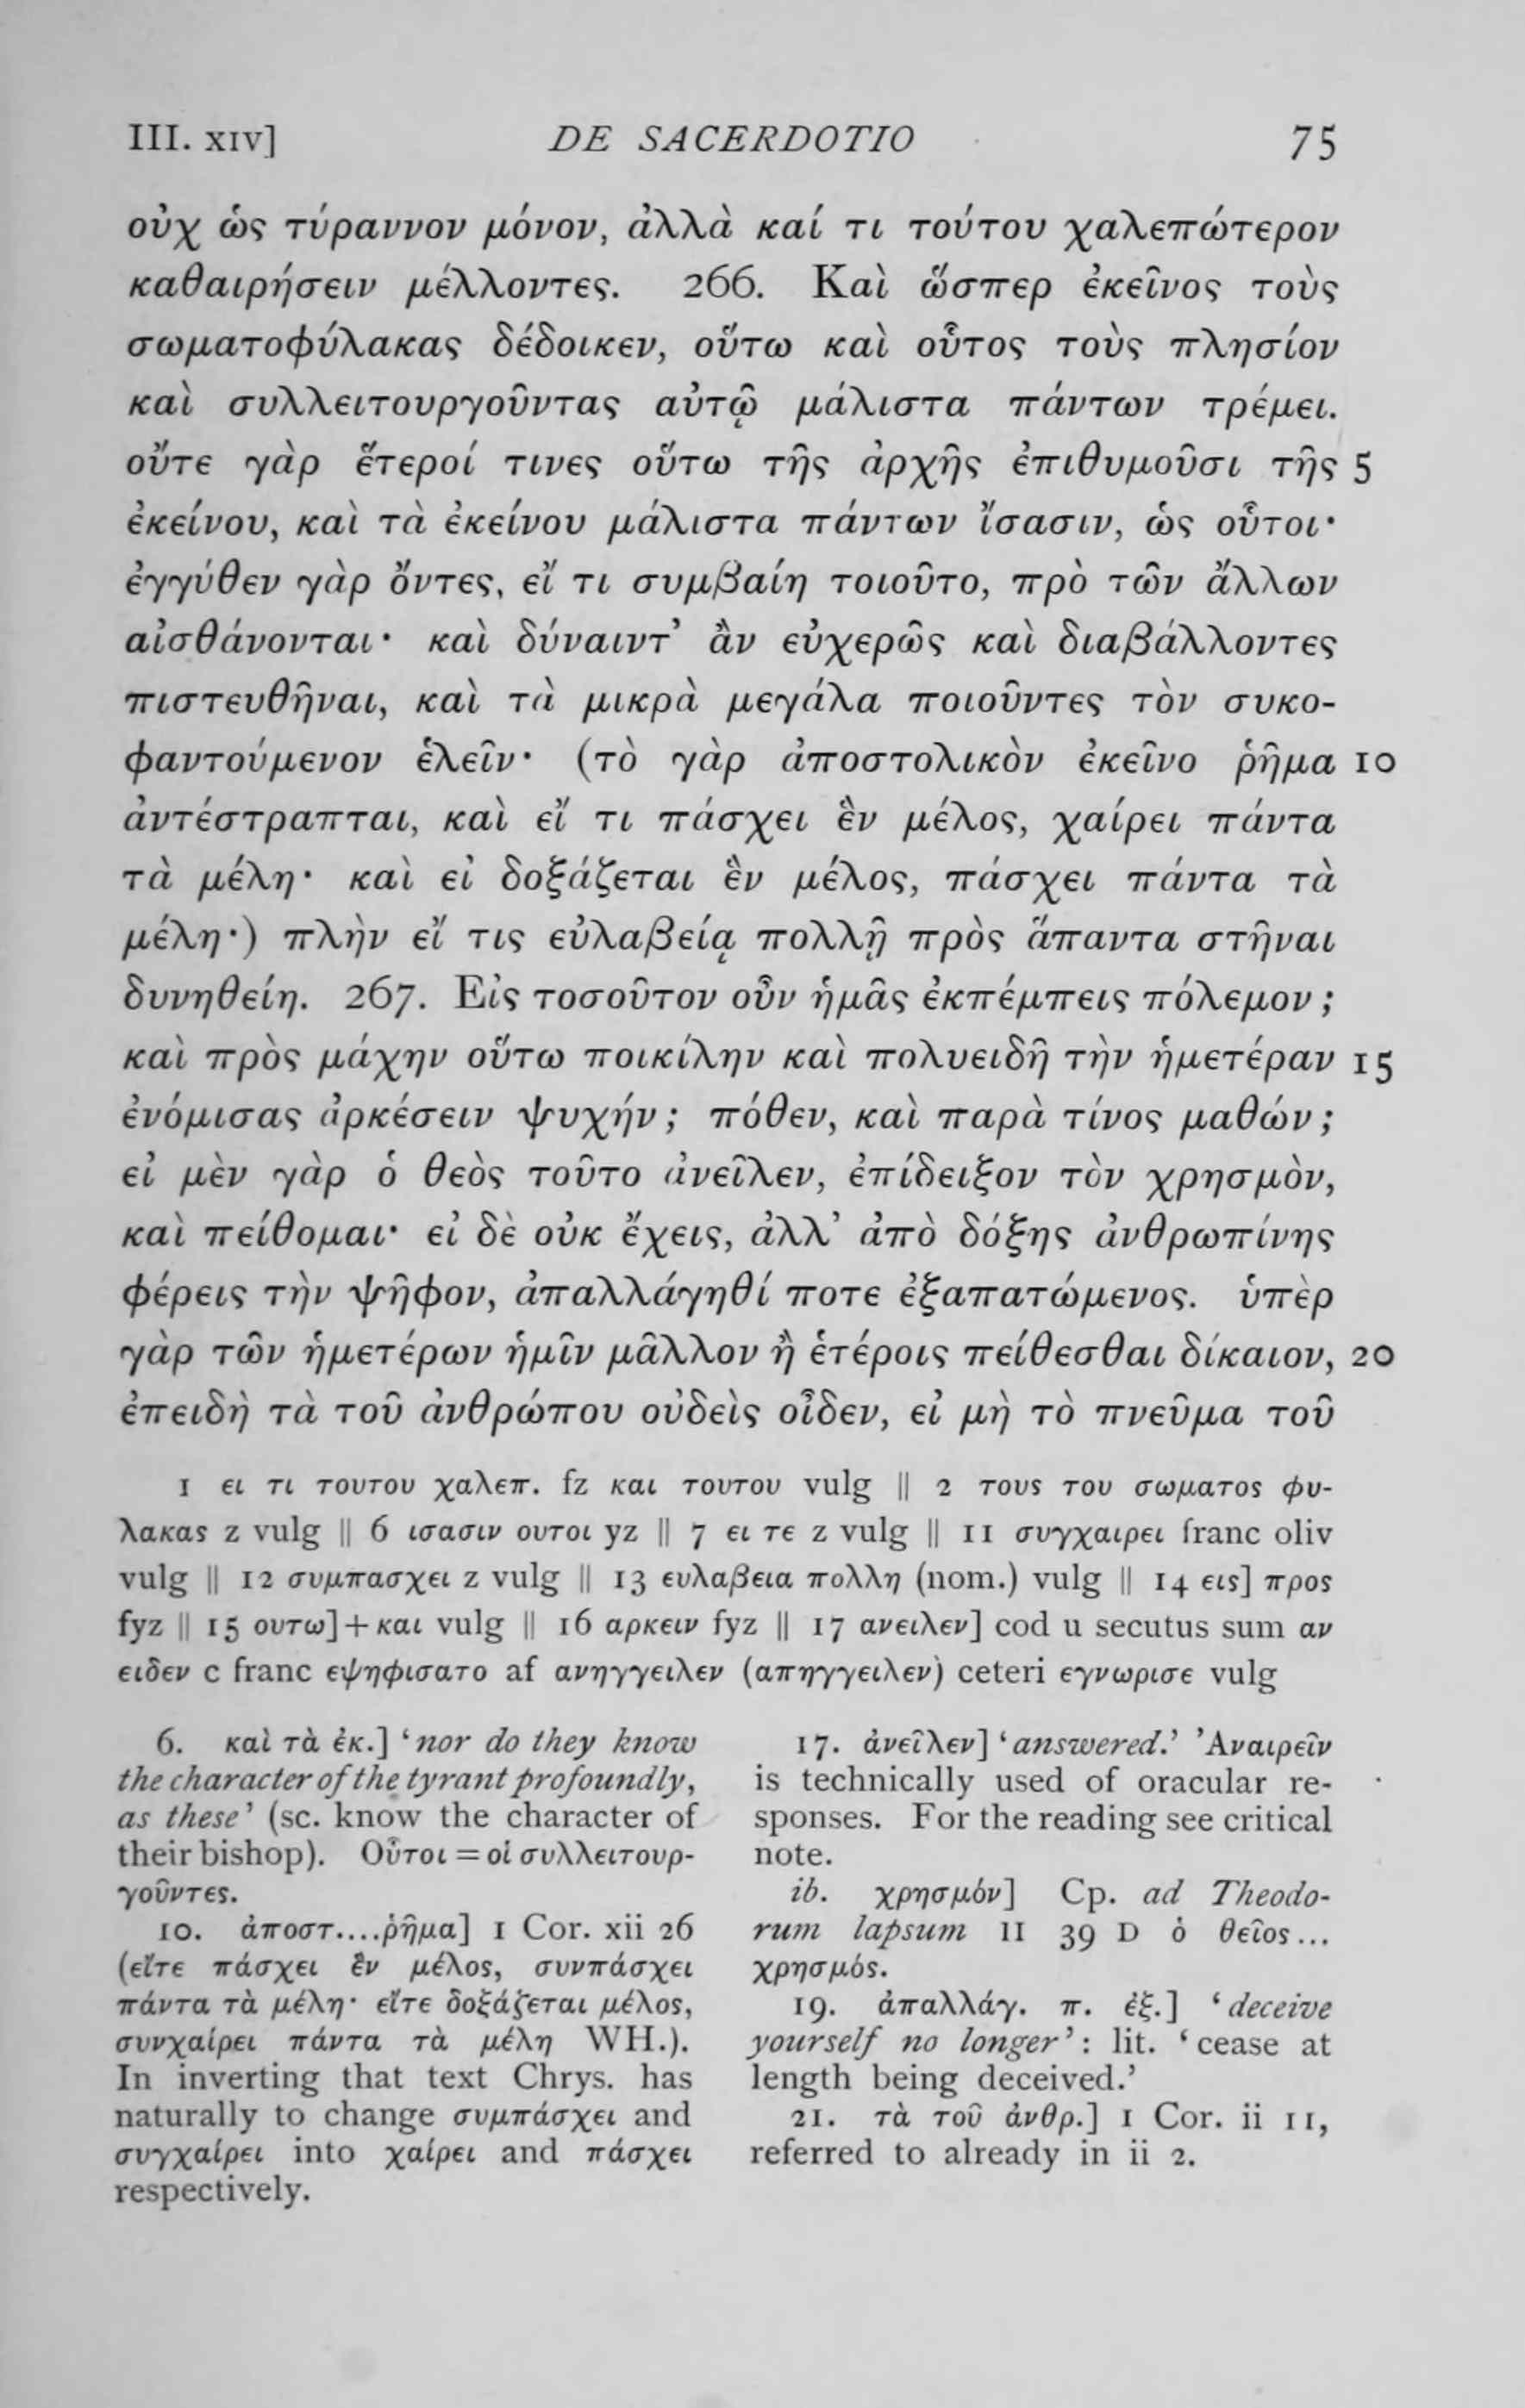 III. XIV] DE SACERDOTIO 75
οὐχ ὡς τύραννον μόνον, ἀλλὰ καί τι τούτου χαλεπώτερον
καθαιρήσειν μέλλοντες. 266. Καὶ ὥσπερ ἐκεῖνος τοὺς
σωματοφύλακας δέδοικεν, οὕτω καὶ οὗτος τοὺς πλησίον
καὶ συλλειτουργοῦντας αὐτῷ μάλιστα πάντων τρέμει.
οὔτε γὰρ ἕτεροί τινες οὕτω τῆς ἀρχῆς ἐπιθυμοῦσι τῆς 5
ἐκείνου, καὶ τὰ ἐκείνου μάλιστα πάντων ἴσασιν, ὡς οὗτοι·
ἐγγύθεν γὰρ ὄντες, εἴ τι συμβαίη τοιοῦτο, πρὸ τῶν ἄλλων
αἰσθάνονται· καὶ δύναιντ’ ἂν εὐχερῶς καὶ διαβάλλοντες
πιστευθῆναι, καὶ τὰ μικρὰ μεγάλα ποιοῦντες τὸν συκο-
φαντούμενον ἑλεῖν· (τὸ γὰρ ἀποστολικὸν ἐκεῖνο ῥῆμα 10
ἀντέστραπται, καὶ εἴ τι πάσχει ἓν μέλος, χαίρει πάντα
τὰ μέλη· καὶ εἰ δοξάζεται ἓν μέλος, πάσχει πάντα τὰ
μέλη·) πλὴν εἴ τις εὐλαβείᾳ πολλῇ πρὸς ἅπαντα στῆναι
δυνηθείη. 267. Εἰς τοσοῦτον οὖν ἡμᾶς ἐκπέμπεις πόλεμον ;
καὶ πρὸς μάχην οὕτω ποικίλην καὶ πολυειδῆ τὴν ἡμετέραν 15
ἐνόμισας ἀρκέσειν ψυχήν ; πόθεν, καὶ παρὰ τίνος μαθών ;
εἰ μὲν γὰρ ὁ θεὸς τοῦτο ἀνεῖλεν, ἐπίδειξον τὸν χρησμὸν,
καὶ πείθομαι· εἰ δὲ οὐκ ἔχεις, ἀλλ’ ἀπὸ δόξης ἀνθρωπίνης
φέρεις τὴν ψῆφον, ἀπαλλάγηθί ποτε ἐξαπατώμενος. ὑπὲρ
γὰρ τῶν ἡμετέρων ἡμῖν μᾶλλον ἢ ἑτέροις πείθεσθαι δίκαιον, 20
ἐπειδὴ τὰ τοῦ ἀνθρώπου οὐδεὶς οἶδεν, εἰ μὴ τὸ πνεῦμα τοῦ
1 ει τι τουτου χαλεπ. fz και τουτου vulg || 2 τους του σωματος φυ-
λακας z vulg || 6 ισασιν ουτοι yz || 7 ει τε z vulg || 11 συγχαιρει franc oliv
vulg || 12 συμπασχει z vulg || 13 ευλαβεια πολλη (nom.) vulg || 14 εις] προς
fyz || 15 ουτω]+και vulg || 16 αρκειν fyz || 17 ανειλεν] cod u secutus sum αν
ειδεν c franc εψηφισατο af ανηγγειλεν (απηγγειλεν) ceteri εγνωρισε vulg
6. καὶ τὰ ἐκ.] ‘nor do they know
the character of the tyrant profoundly,
as these’ (sc. know the character of
their bishop). Οὗτοι = οἱ συλλειτουρ-
γοῦντες.
10. ἀποστ....ῥῆμα] 1 Cor. xii 26
(εἴτε πάσχει ἓν μέλος, συνπάσχει
πάντα τὰ μέλη· εἴτε δοξάζεται μέλος,
συνχαίρει πάντα τὰ μέλη WH.).
In inverting that text Chrys. has
naturally to change συμπάσχει and
συγχαίρει into χαίρει and πάσχει
respectively.
17. ἀνεῖλεν] ‘answered.’ Ἀναιρεῖν
is technically used of oracular re-
sponses. For the reading see critical
note.
ib. χρησμόν] Cp. ad Theodo-
rum lapsum II 39 D ὁ θεῖος...
χρησμός.
19. ἀπαλλάγ. π. ἐξ.] ‘deceive
yourself no longer’: lit. ‘cease at
length being deceived.’
21. τὰ τοῦ ἀνθρ.] 1 Cor. ii 11,
referred to already in ii 2.